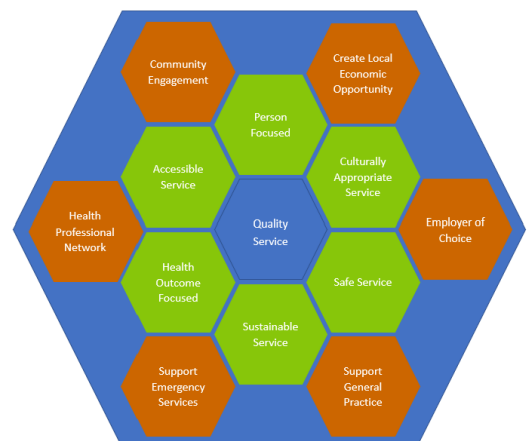 Community
Engagement
Create Local
Economic
Opportunity
Person
Focused
Accessible
Service
Culturally
Appropriate
Service
Health
Professional
Network
Quality
Service
Employer of
Choice
Health
Outcome
Focused
Safe Service
Sustainable
Service
Support
Emergency
Services
Support
General
Practice